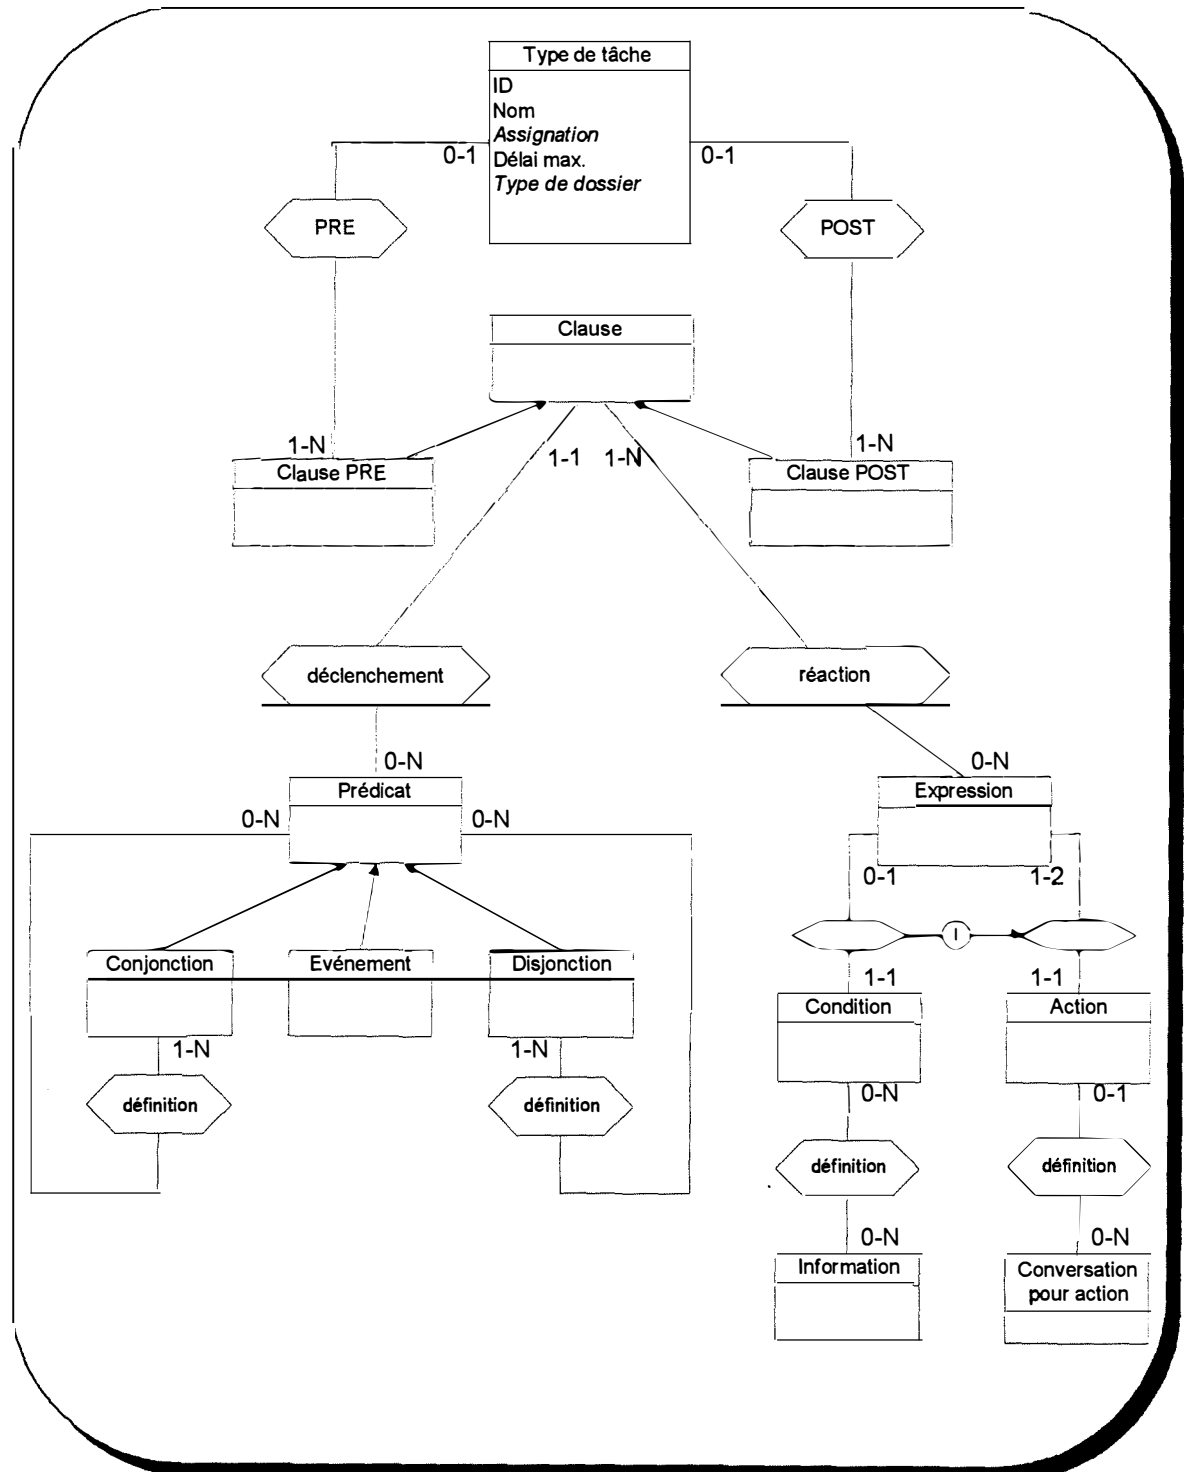 Type de tâche
ID
Nom
Assignation
0-1 Délai max. 0-1
Type de dossier
PRE POST
Clause
1-N 1-1 1-N 1-N
Clause PRE Clause POST
déclenchement réaction
0-N 0-N
Prédicat Expression
0-N 0-N
0-1 1-2
I
Conjonction Evénement Disjonction
1-1 1-1
Condition Action
1-N 1-N
0-N 0-1
définition définition
définition définition
0-N 0-N
Information Conversation
pour action